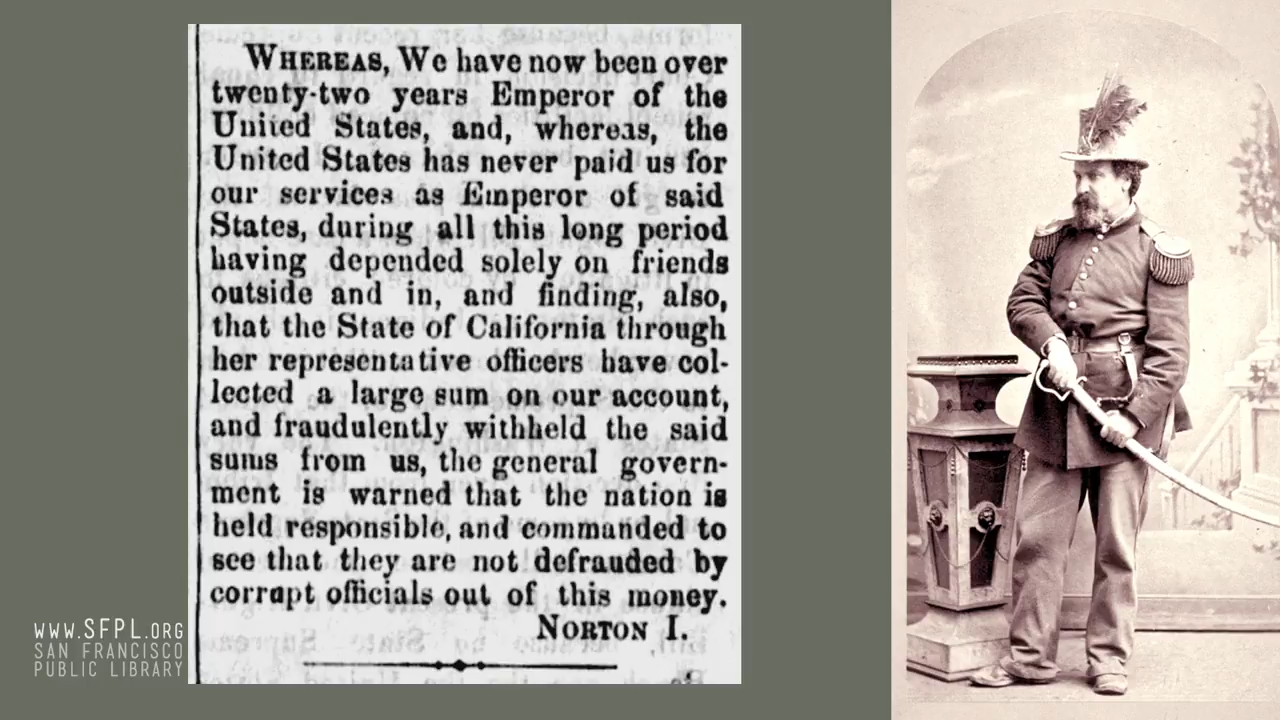 WHEREAS, We have now been over
twenty-two years Emperor of the
United States, and, whereas, the
United States has never paid us for
our services as Emperor of said
States, during all this long period
having depended solely on friends
outside and in, and finding, also,
that the State of California through
her representative officers have col-
lected a large sum on our account,
and fraudulently withheld the said
sums from us, the general govern-
ment is warned that the nation is
held responsible, and commanded to
see that they are not defrauded by
corrupt officials out of this money.
NORTON I.
WWW.SFPL.ORG
SAN FRANCISCO
PUBLIC LIBRARY